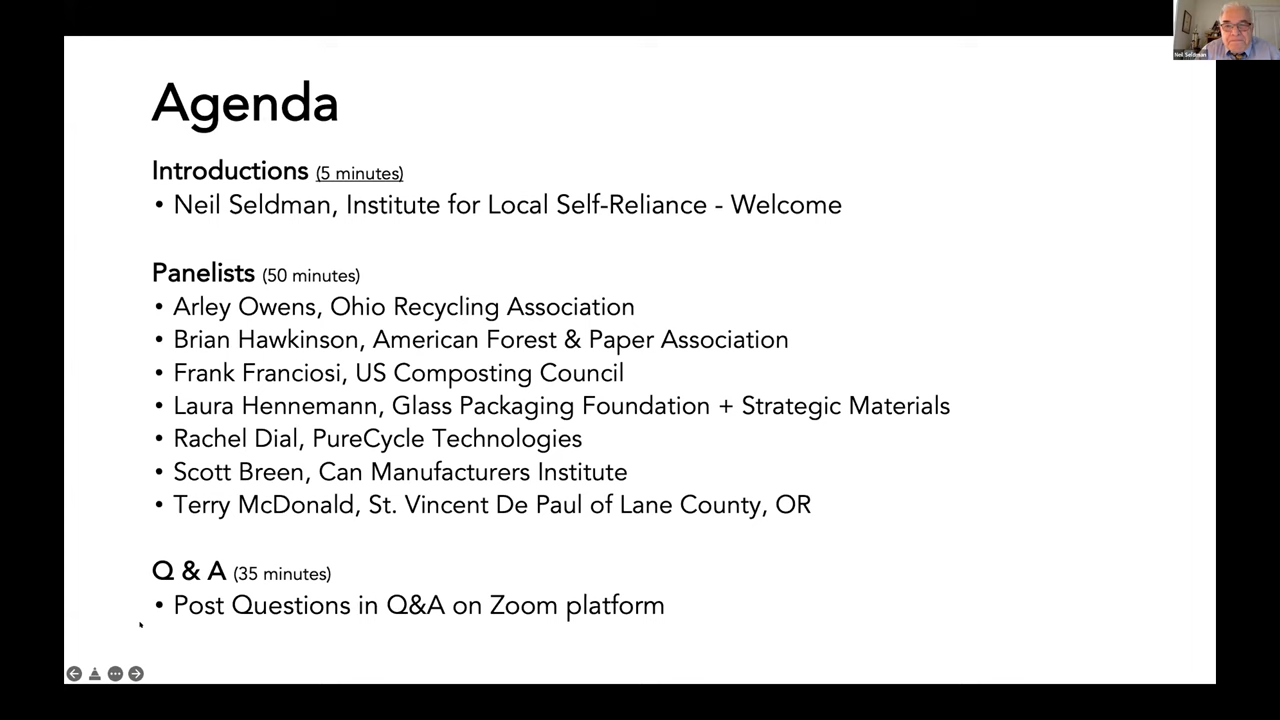 Neil Seldman
Agenda
Introductions (5 minutes)
• Neil Seldman, Institute for Local Self-Reliance - Welcome
Panelists (50 minutes)
• Arley Owens, Ohio Recycling Association
• Brian Hawkinson, American Forest & Paper Association
• Frank Franciosi, US Composting Council
• Laura Hennemann, Glass Packaging Foundation + Strategic Materials
• Rachel Dial, PureCycle Technologies
• Scott Breen, Can Manufacturers Institute
• Terry McDonald, St. Vincent De Paul of Lane County, OR
Q & A (35 minutes)
• Post Questions in Q&A on Zoom platform